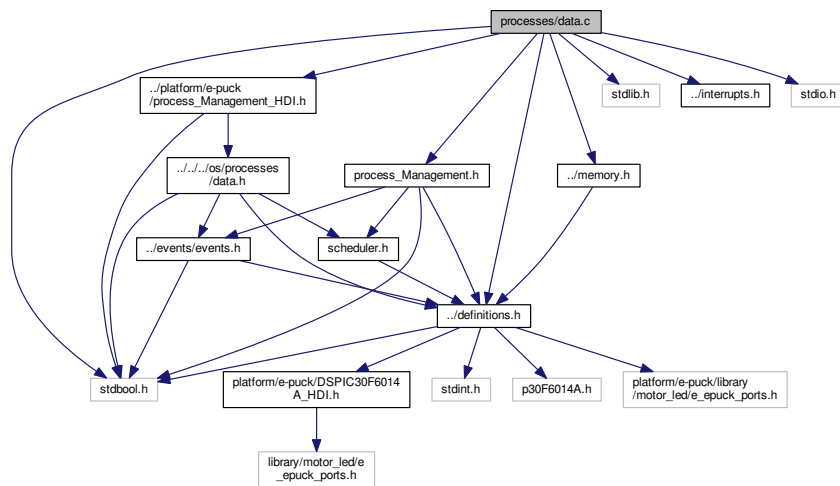 processes/data.c
../platform/e-puck
/process_Management_HDI.h
stdlib.h
../interrupts.h
stdio.h
../../../os/processes
/data.h
process_Management.h
../memory.h
../events/events.h
scheduler.h
../definitions.h
stdbool.h
platform/e-puck/DSPIC30F6014
A_HDI.h
stdint.h
p30F6014A.h
platform/e-puck/library
/motor_led/e_epuck_ports.h
library/motor_led/e
_epuck_ports.h